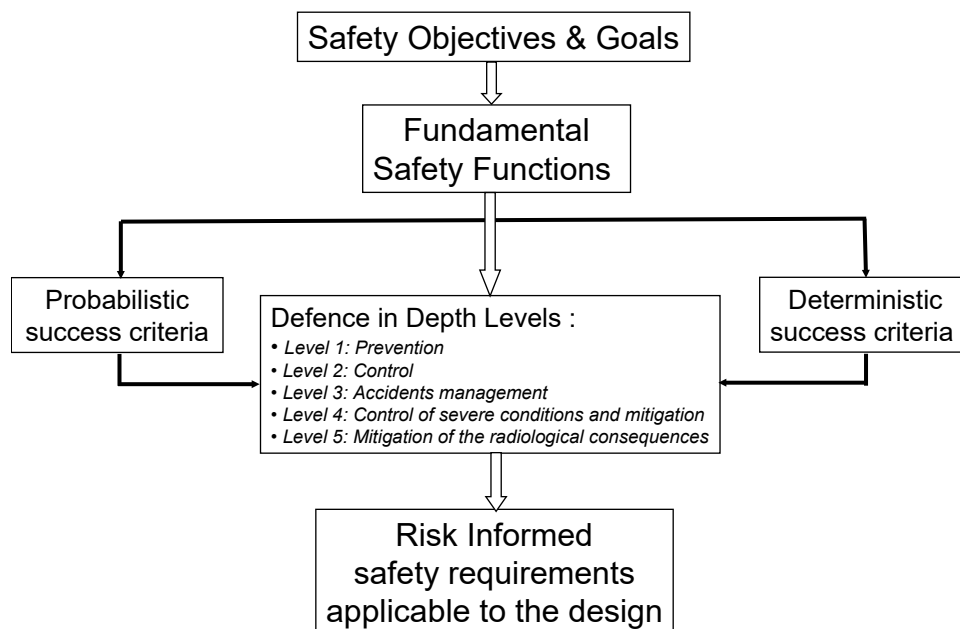 Safety Objectives & Goals
Fundamental
Safety Functions
Probabilistic
success criteria
Defence in Depth Levels :
• Level 1: Prevention
• Level 2: Control
• Level 3: Accidents management
• Level 4: Control of severe conditions and mitigation
• Level 5: Mitigation of the radiological consequences
Deterministic
success criteria
Risk Informed
safety requirements
applicable to the design